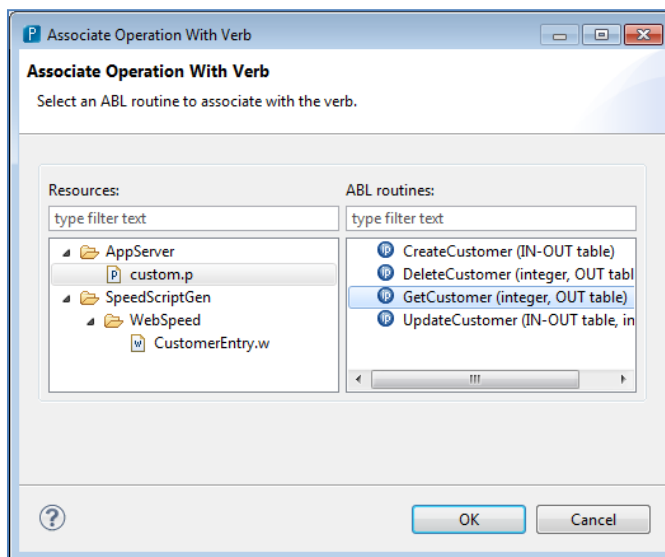 Associate Operation With Verb
Associate Operation With Verb
Select an ABL routine to associate with the verb.
Resources:
ABL routines:
type filter text
type filter text
AppServer
custom.p
SpeedScriptGen
WebSpeed
CustomerEntry.w
CreateCustomer (IN-OUT table)
DeleteCustomer (integer, OUT tabl
GetCustomer (integer, OUT table)
UpdateCustomer (IN-OUT table, in
OK
Cancel